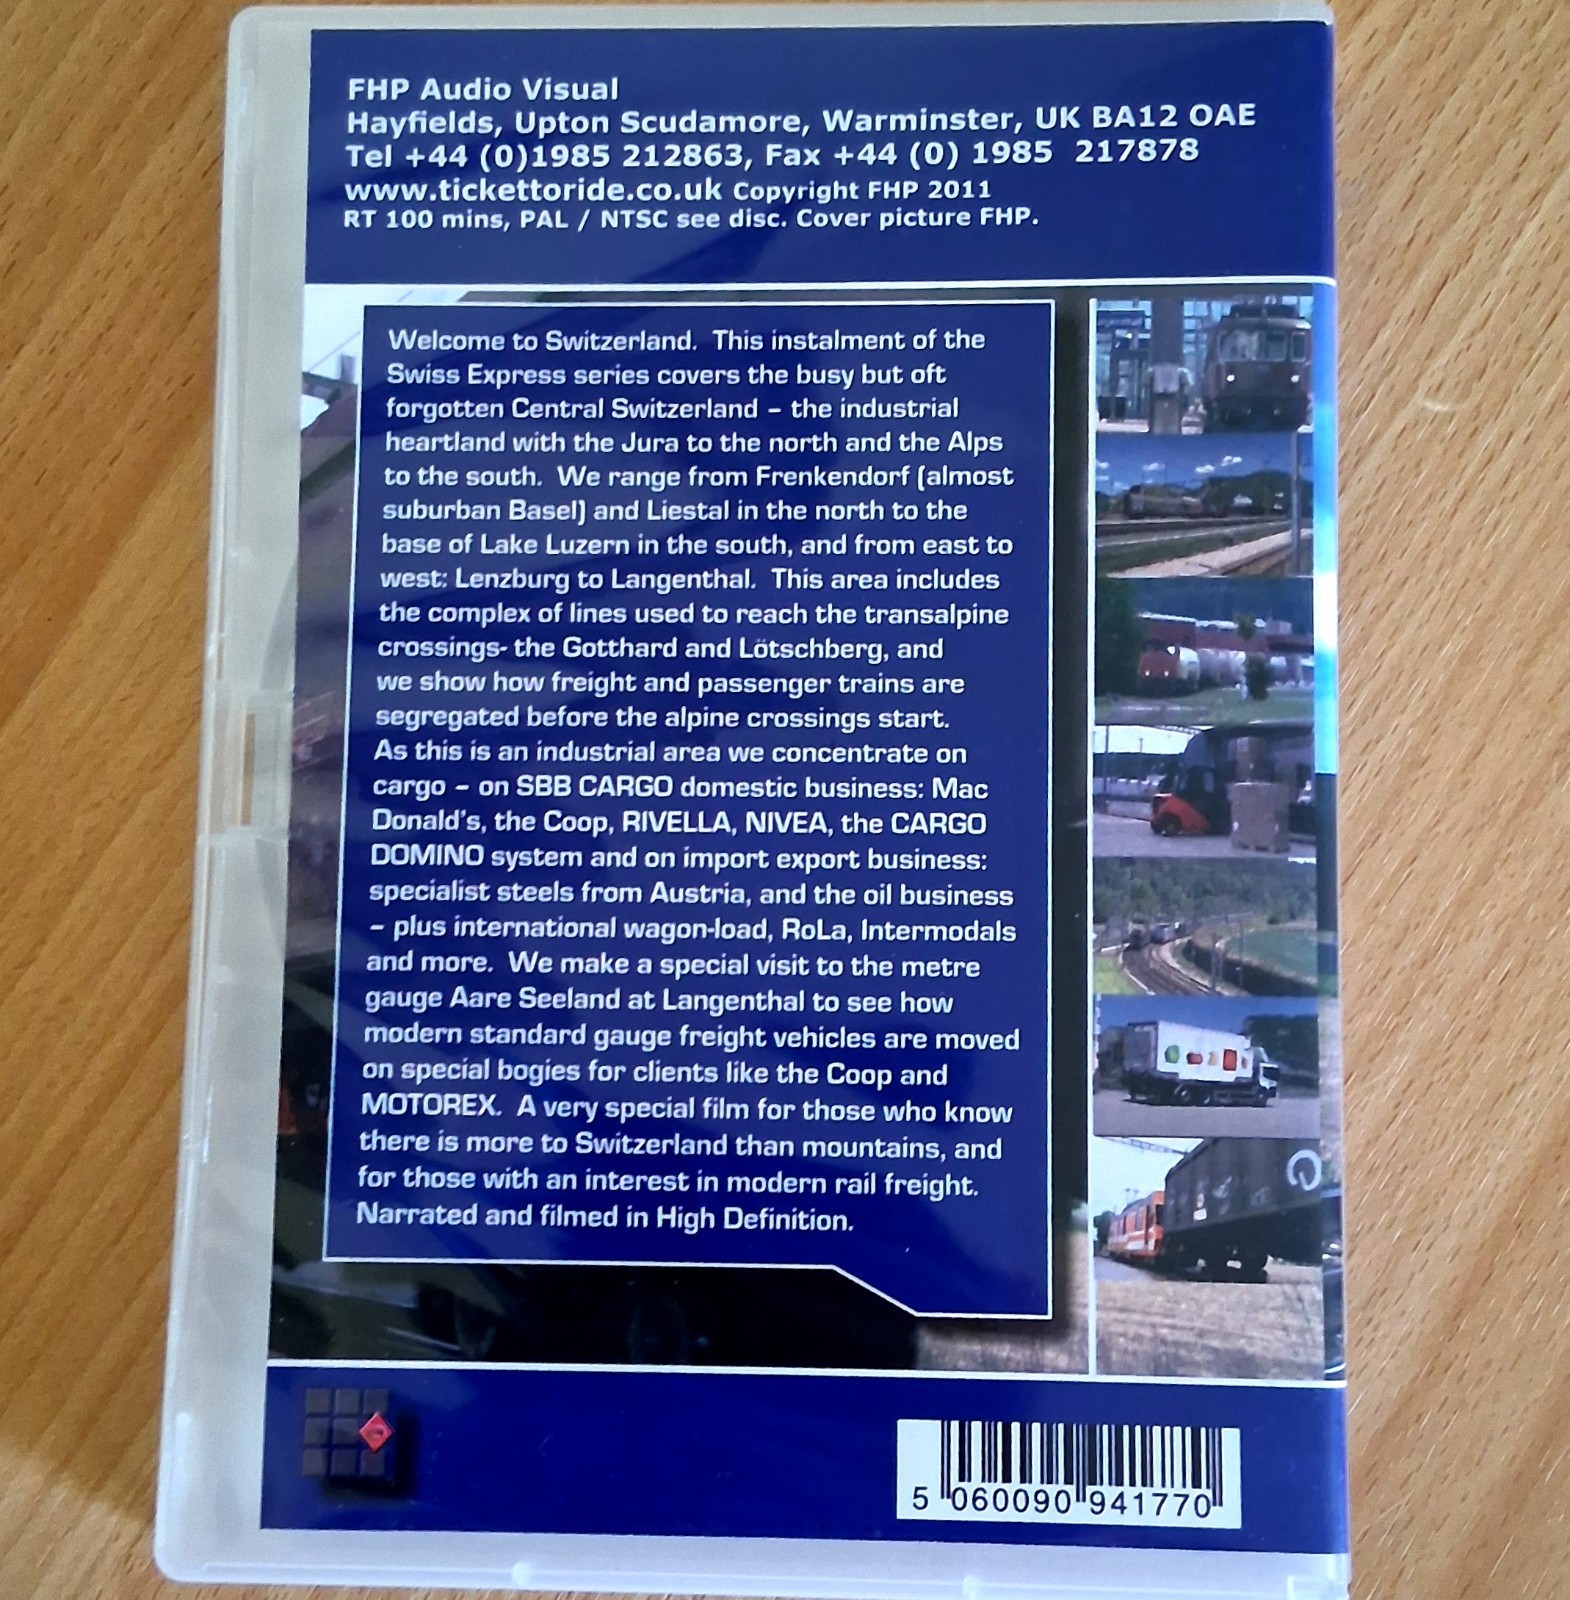 FHP Audio Visual
Hayfields, Upton Scudamore, Warminster, UK BA12 OAE
Tel +44 (0)1985 212863, Fax +44 (0) 1985 217878
www.tickettoride.co.uk Copyright FHP 2011
RT 100 mins, PAL / NTSC see disc. Cover picture FHP.
Welcome to Switzerland. This instalment of the
Swiss Express series covers the busy but oft
forgotten Central Switzerland – the industrial
heartland with the Jura to the north and the Alps
to the south. We range from Frenkendorf (almost
suburban Basel) and Liestal in the north to the
base of Lake Luzern in the south, and from east to
west: Lenzburg to Langenthal. This area includes
the complex of lines used to reach the transalpine
crossings- the Gotthard and Lötschberg, and
we show how freight and passenger trains are
segregated before the alpine crossings start.
As this is an industrial area we concentrate on
cargo – on SBB CARGO domestic business: Mac
Donald's, the Coop, RIVELLA, NIVEA, the CARGO
DOMINO system and on import export business:
specialist steels from Austria, and the oil business
– plus international wagon-load, RoLa, Intermodals
and more. We make a special visit to the metre
gauge Aare Seeland at Langenthal to see how
modern standard gauge freight vehicles are moved
on special bogies for clients like the Coop and
MOTOREX. A very special film for those who know
there is more to Switzerland than mountains, and
for those with an interest in modern rail freight.
Narrated and filmed in High Definition.
5 060090 941770